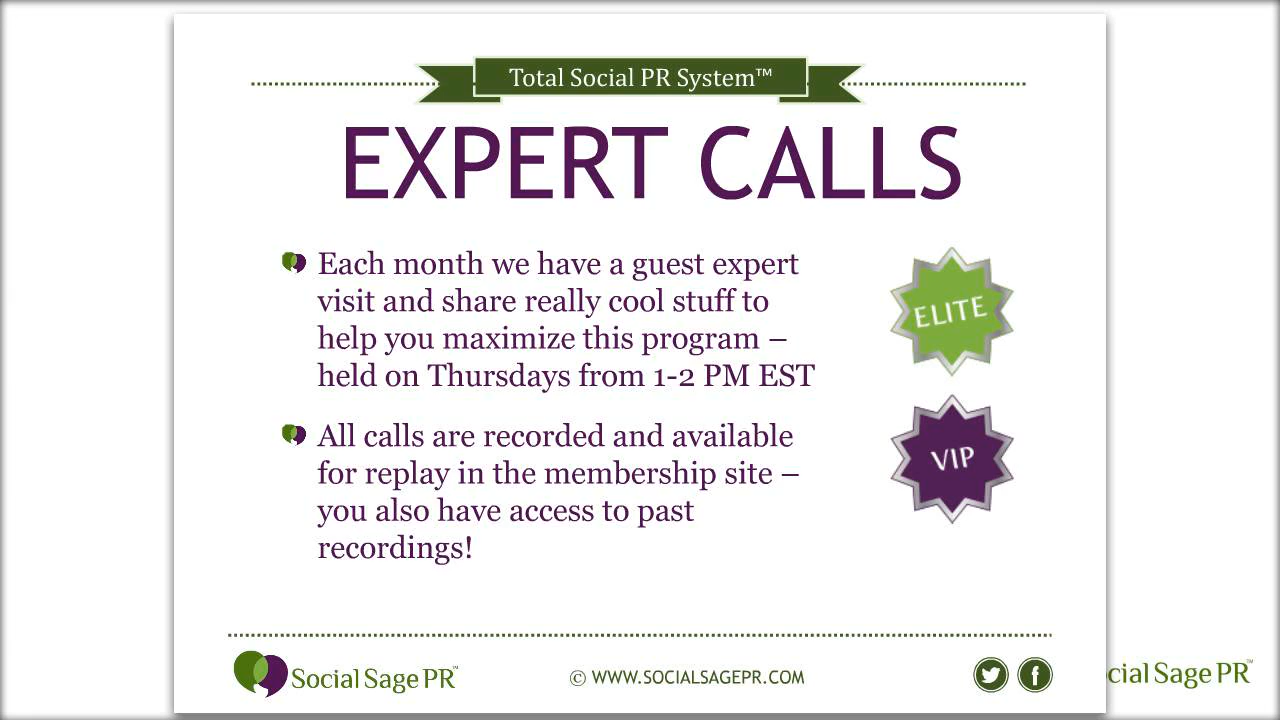 Total Social PR System™
EXPERT CALLS
Each month we have a guest expert
visit and share really cool stuff to
help you maximize this program –
held on Thursdays from 1-2 PM EST
All calls are recorded and available
for replay in the membership site –
you also have access to past
recordings!
ELITE
VIP
Social Sage PR™
© WWW.SOCIALSAGEPR.COM
cial Sage PR™